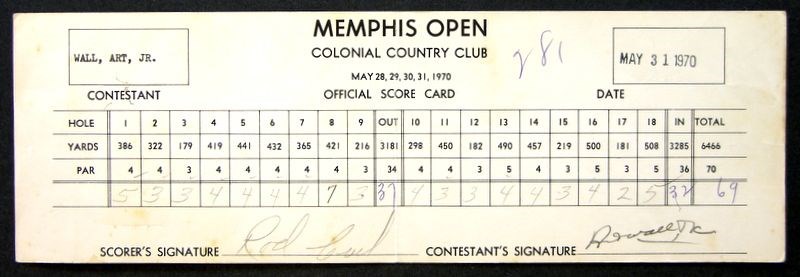 MEMPHIS OPEN
COLONIAL COUNTRY CLUB
MAY 28, 29, 30, 31, 1970
OFFICIAL SCORE CARD
WALL, ART, JR.
CONTESTANT
281
MAY 31 1970
DATE
HOLE 1 2 3 4 5 6 7 8 9 OUT 10 11 12 13 14 15 16 17 18 IN TOTAL
YARDS 386 322 179 419 441 432 365 421 216 3181 298 450 182 490 457 219 500 181 508 3285 6466
PAR 4 4 3 4 4 4 4 4 3 34 4 4 3 5 4 3 5 3 5 36 70
5 3 3 4 4 4 4 7 3 37 4 3 3 4 4 3 4 2 5 32 69
SCORER'S SIGNATURE Rod Curl
CONTESTANT'S SIGNATURE